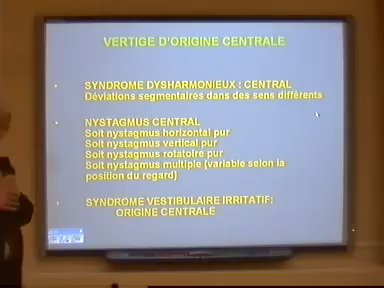 VERTIGE D'ORIGINE CENTRALE
SYNDROME DYSHARMONIEUX : CENTRAL
Déviations segmentaires dans des sens différents
NYSTAGMUS CENTRAL
Soit nystagmus horizontal pur
Soit nystagmus vertical pur
Soit nystagmus rotatoire pur
Soit nystagmus multiple (variable selon la
position du regard)
SYNDROME VESTIBULAIRE IRRITATIF:
ORIGINE CENTRALE